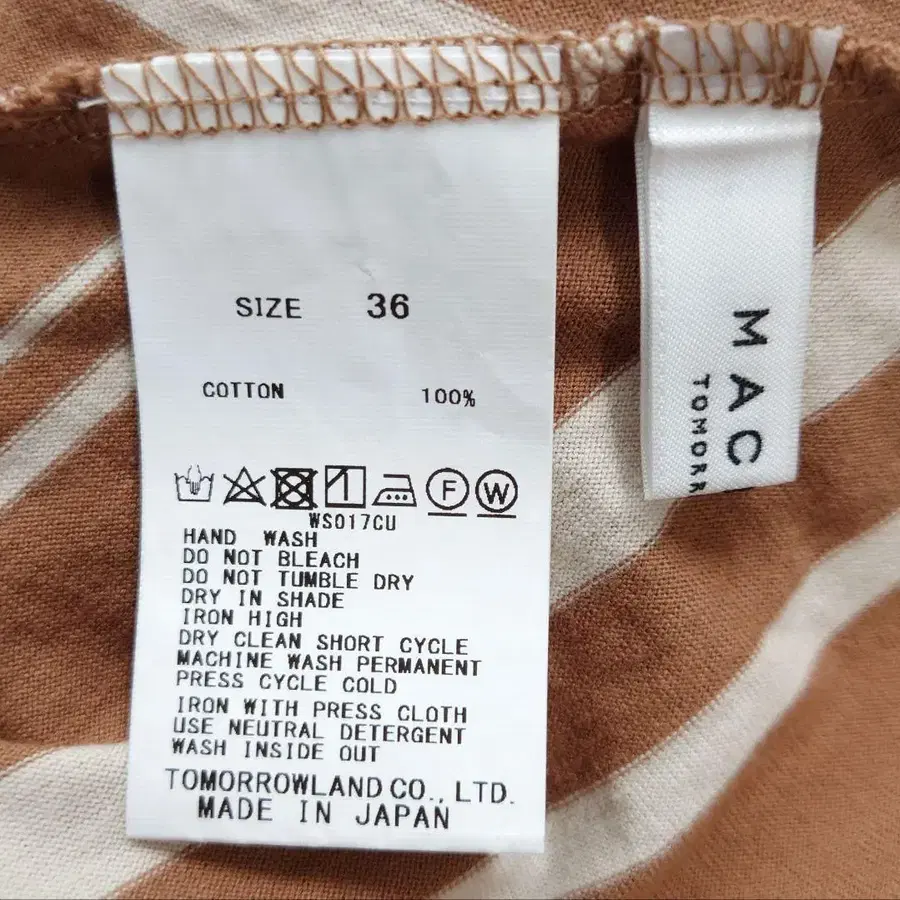 SIZE 36
COTTON 100%
F W
WS017CU
HAND WASH
DO NOT BLEACH
DO NOT TUMBLE DRY
DRY IN SHADE
IRON HIGH
DRY CLEAN SHORT CYCLE
MACHINE WASH PERMANENT
PRESS CYCLE COLD
IRON WITH PRESS CLOTH
USE NEUTRAL DETERGENT
WASH INSIDE OUT
TOMORROWLAND CO., LTD.
MADE IN JAPAN
MAC
TOMORR